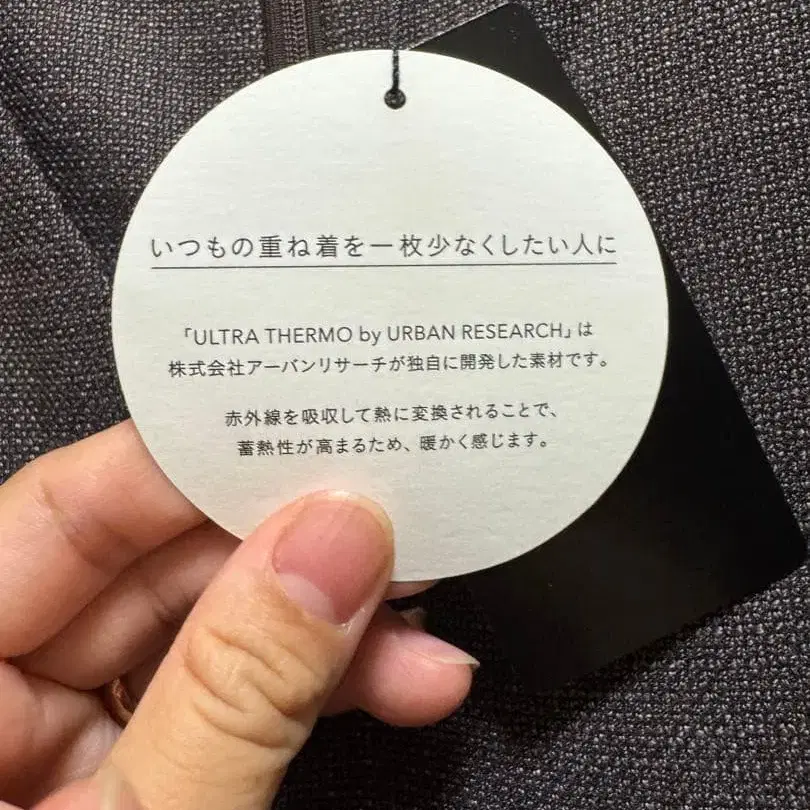 いつもの重ね着を一枚少なくしたい人に
「ULTRA THERMO by URBAN RESEARCH」は
株式会社アーバンリサーチが独自に開発した素材です。
赤外線を吸収して熱に変換されることで、
蓄熱性が高まるため、暖かく感じます。